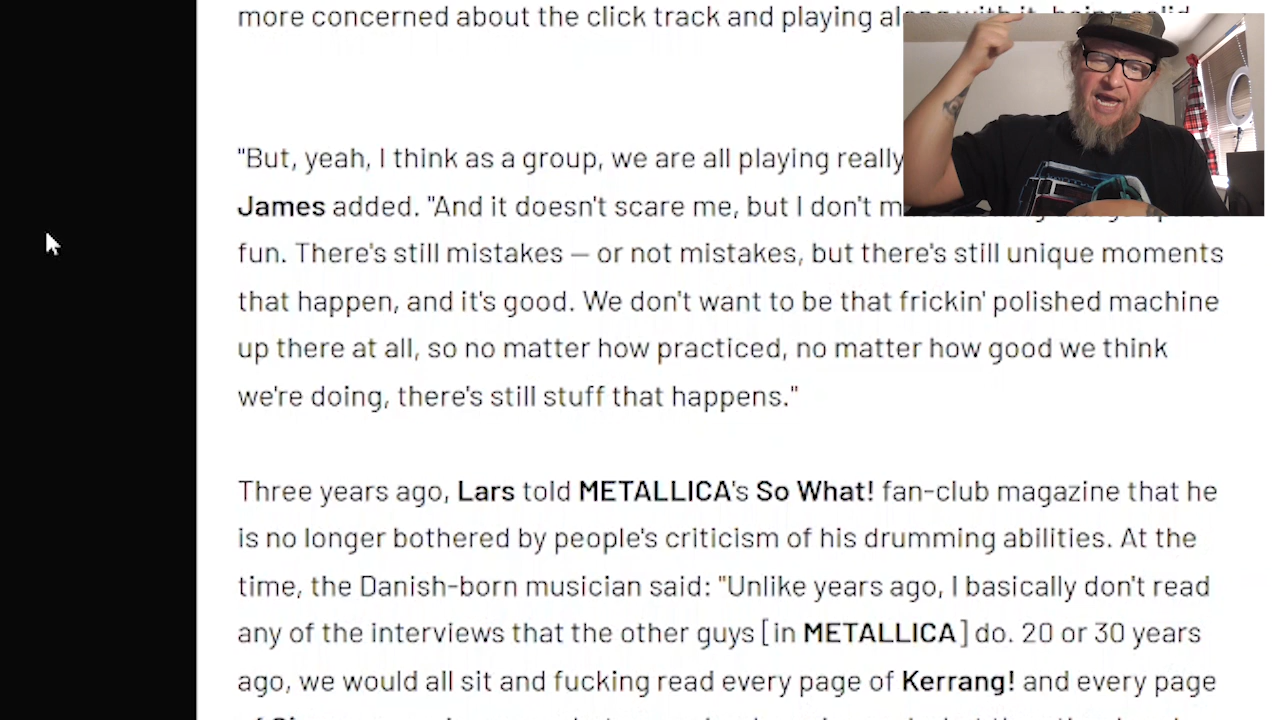 more concerned about the click track and playing along with it, being solid
"But, yeah, I think as a group, we are all playing really
James added. "And it doesn't scare me, but I don't
fun. There's still mistakes — or not mistakes, but there's still unique moments
that happen, and it's good. We don't want to be that frickin' polished machine
up there at all, so no matter how practiced, no matter how good we think
we're doing, there's still stuff that happens."
Three years ago, Lars told METALLICA's So What! fan-club magazine that he
is no longer bothered by people's criticism of his drumming abilities. At the
time, the Danish-born musician said: "Unlike years ago, I basically don't read
any of the interviews that the other guys [in METALLICA] do. 20 or 30 years
ago, we would all sit and fucking read every page of Kerrang! and every page